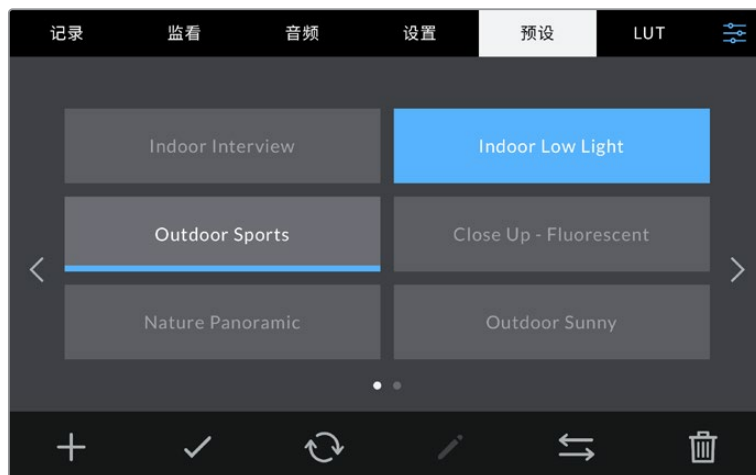 记录 监看 音频 设置 预设 LUT
Indoor Interview Indoor Low Light
Outdoor Sports Close Up - Fluorescent
Nature Panoramic Outdoor Sunny